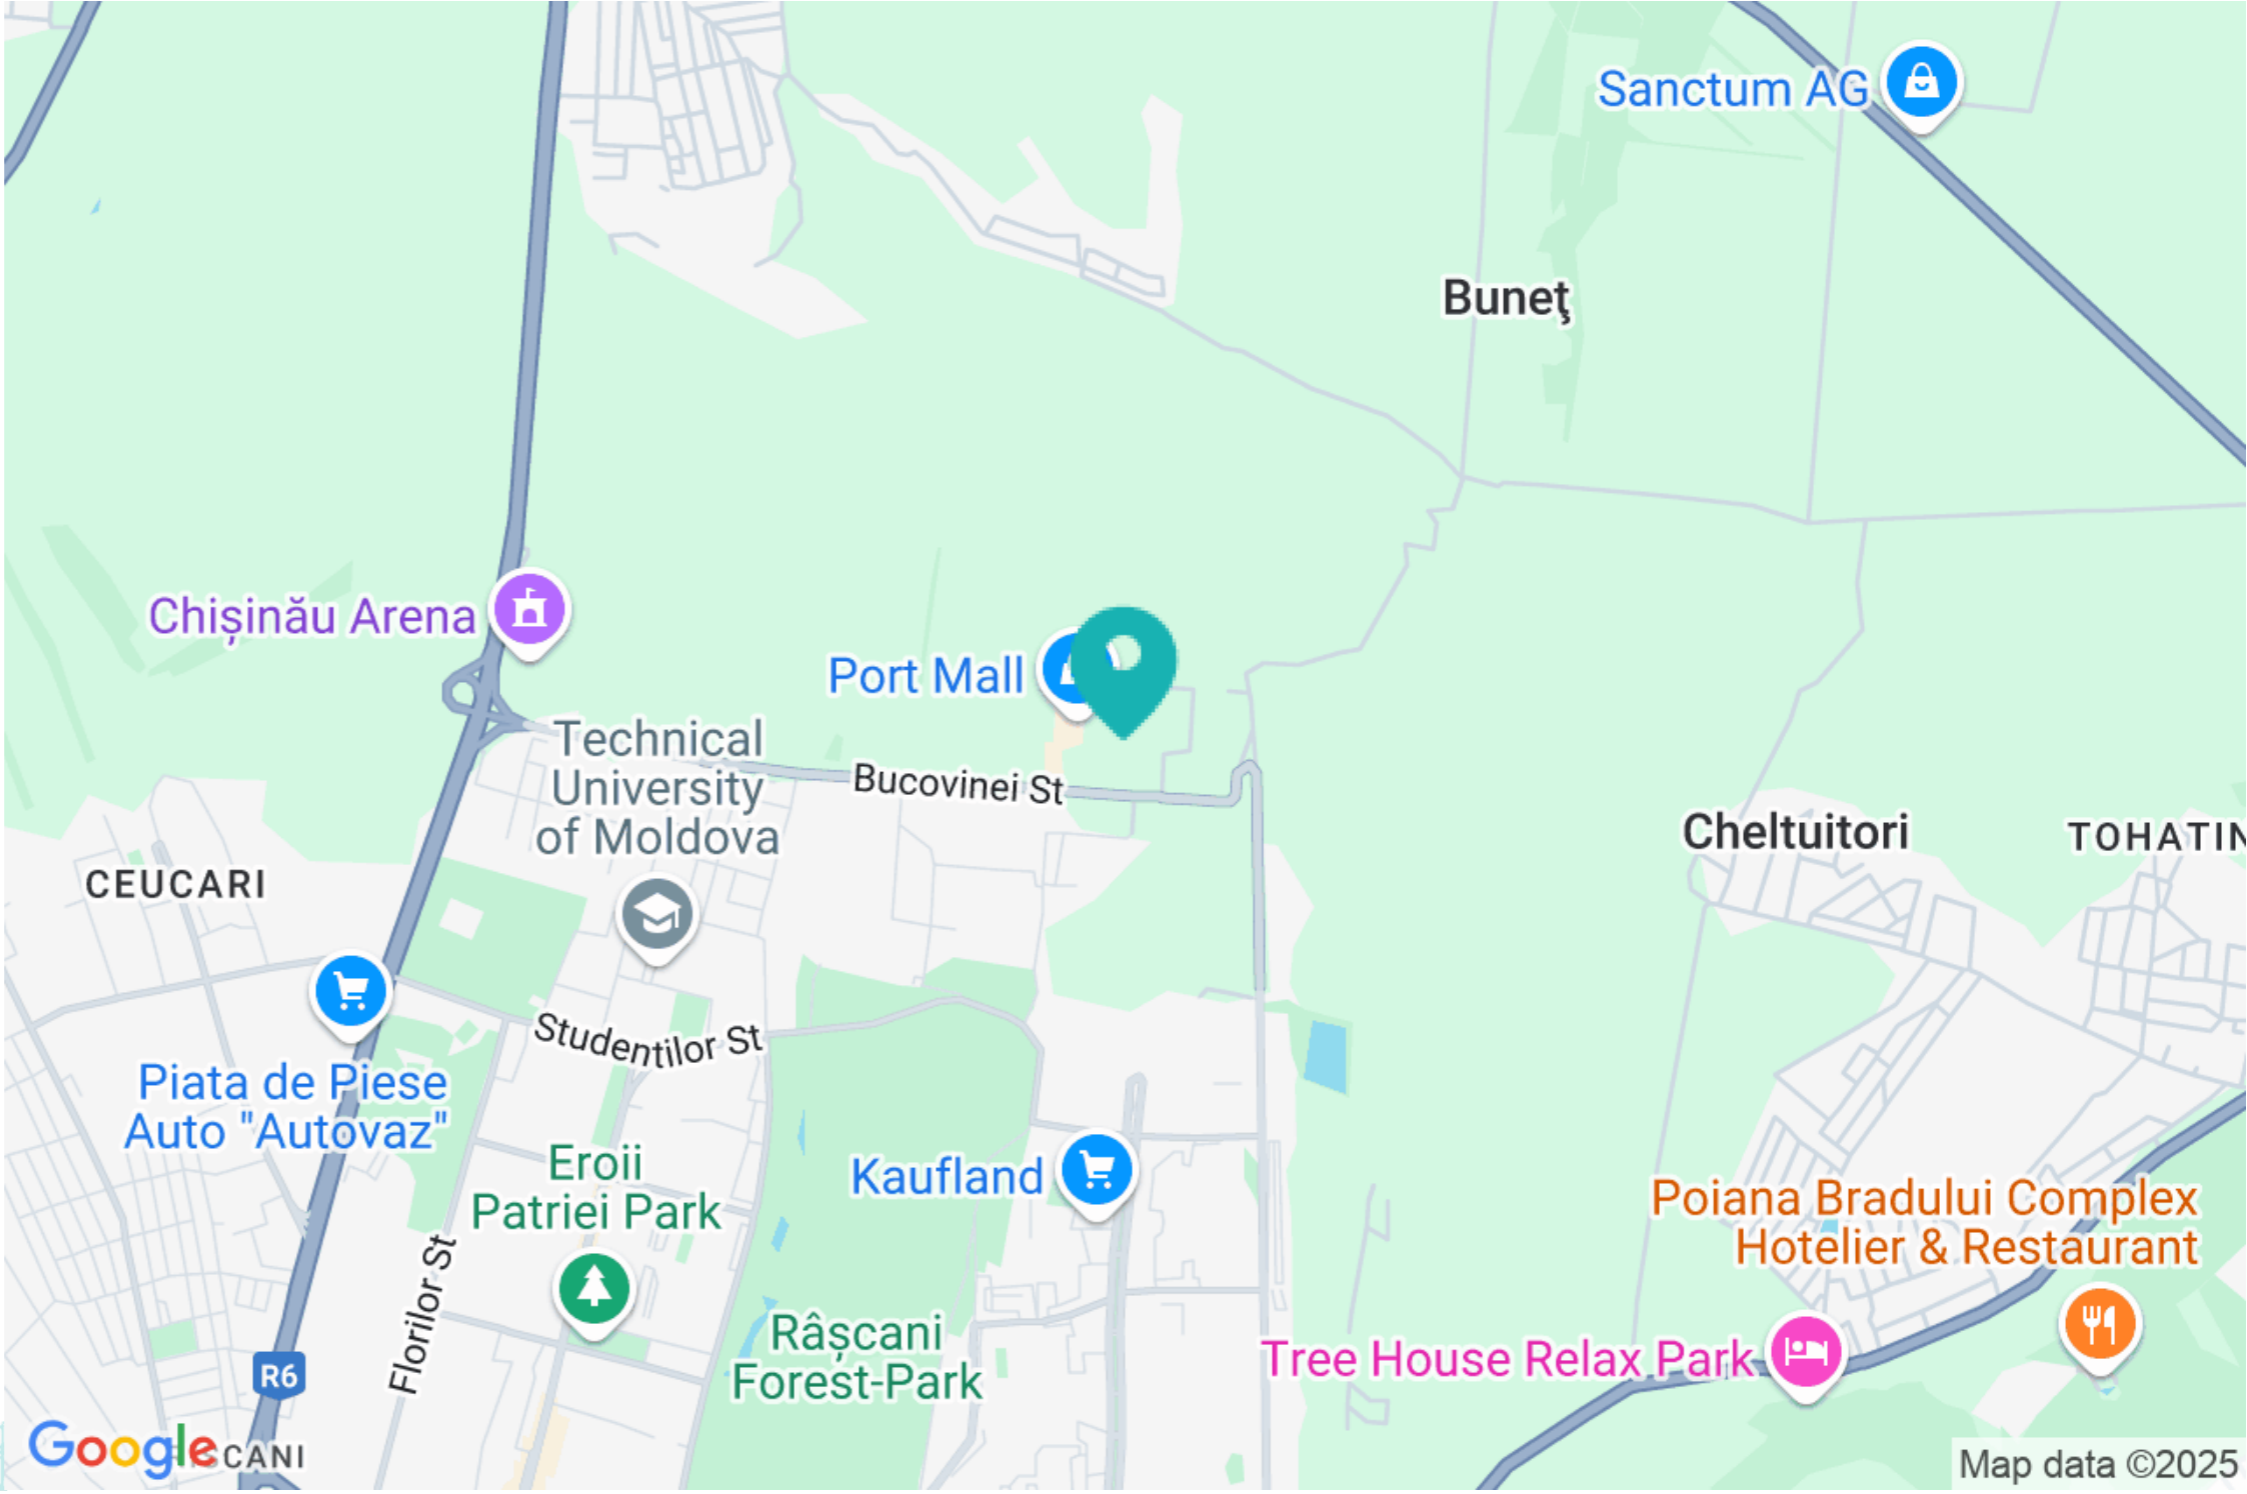 Sanctum AG
Buneţ
Chișinău Arena
Port Mall
Technical
University
of Moldova
Bucovinei St
Cheltuitori
TOHATIN
CEUCARI
Studentilor St
Piata de Piese
Auto "Autovaz"
Eroii
Patriei Park
Kaufland
Poiana Bradului Complex
Hotelier & Restaurant
Florilor St
Râșcani
Forest-Park
Tree House Relax Park
R6
Google
CANI
Map data ©2025